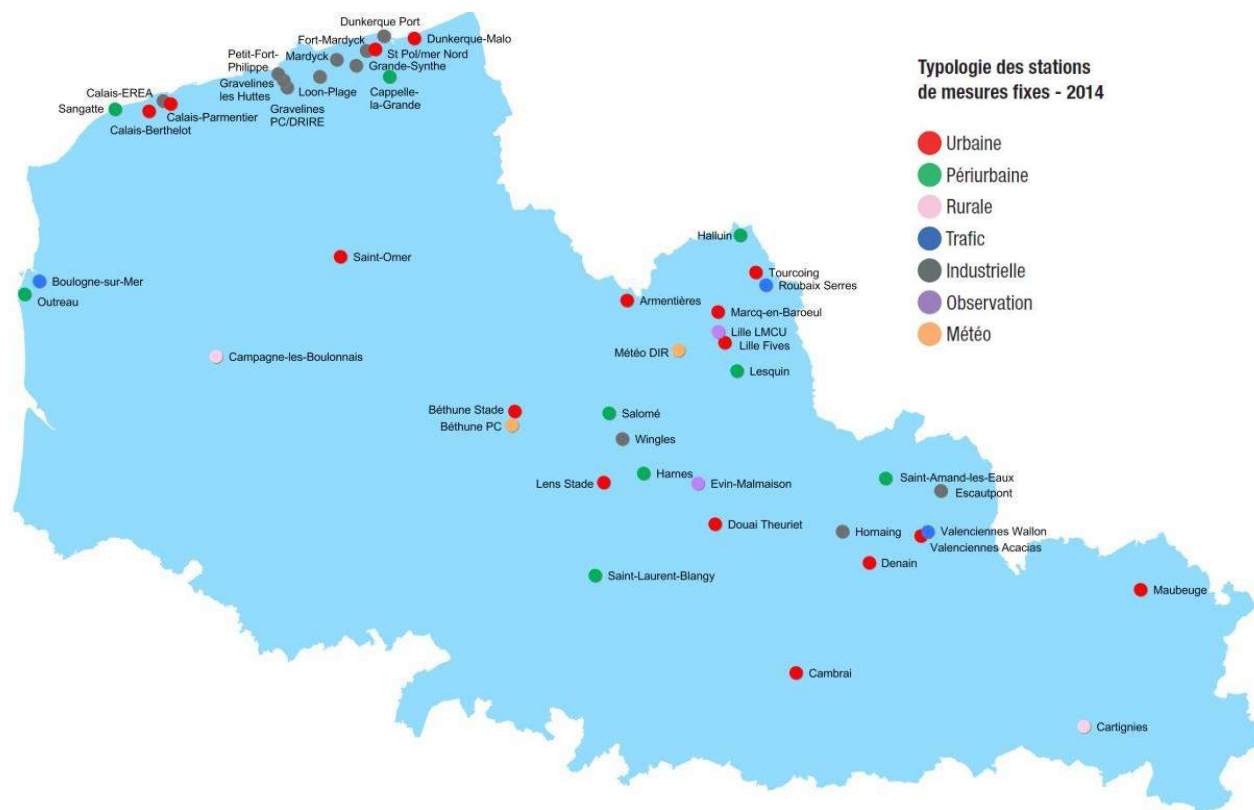 Dunkerque Port
Fort-Mardyck
Dunkerque-Malo
Mardyck
St Pol/mer Nord
Petit-Fort-
Philippe
Grande-Synthe
Gravelines
les Huttes
Loon-Plage
Cappelle-
la-Grande
Calais-EREA
Gravelines
PC/DRIRE
Sangatte
Calais-Parmentier
Calais-Berthelot
Typologie des stations
de mesures fixes - 2014
Urbaine
Périurbaine
Rurale
Trafic
Industrielle
Observation
Météo
Halluin
Saint-Omer
Tourcoing
Roubaix Serres
Boulogne-sur-Mer
Outreau
Armentières
Marcq-en-Baroeul
Lille LMCU
Lille Fives
Météo DIR
Campagne-les-Boulonnais
Lesquin
Béthune Stade
Béthune PC
Salomé
Wingles
Harnes
Lens Stade
Evin-Malmaison
Saint-Amand-les-Eaux
Escautpont
Douai Theuriet
Hornaing
Valenciennes Wallon
Valenciennes Acacias
Denain
Saint-Laurent-Blangy
Maubeuge
Cambrai
Cartignies